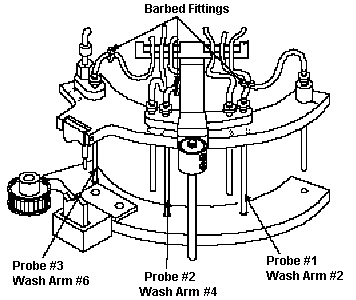 Barbed Fittings
Probe #3
Wash Arm #6
Probe #2
Wash Arm #4
Probe #1
Wash Arm #2